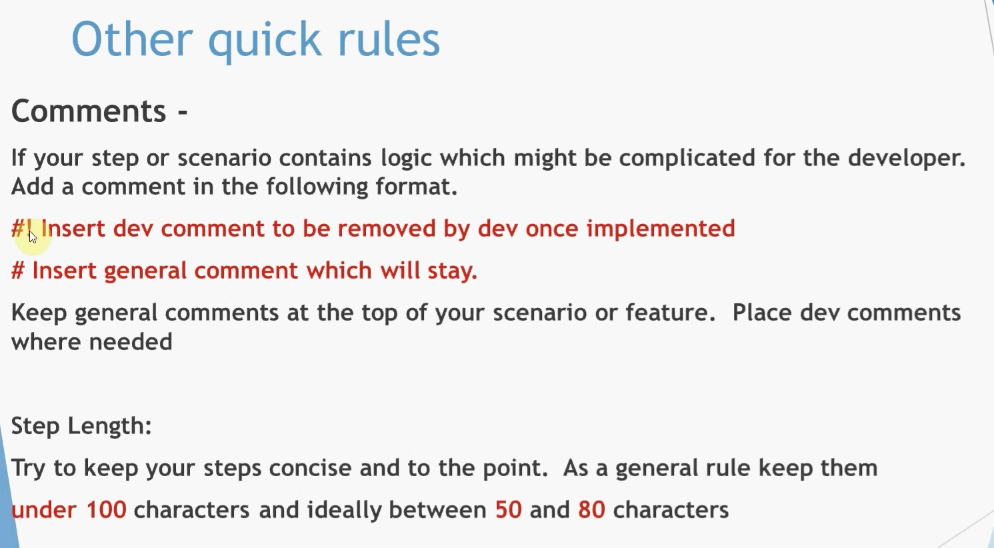 Other quick rules
Comments -
If your step or scenario contains logic which might be complicated for the developer.
Add a comment in the following format.
#! Insert dev comment to be removed by dev once implemented
# Insert general comment which will stay.
Keep general comments at the top of your scenario or feature.  Place dev comments
where needed
Step Length:
Try to keep your steps concise and to the point.  As a general rule keep them
under 100 characters and ideally between 50 and 80 characters